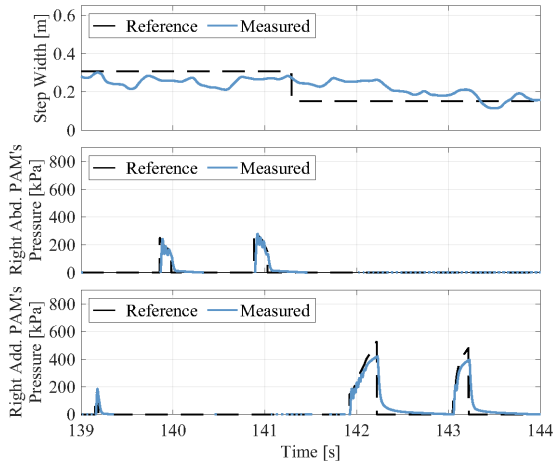 Step Width [m]
0.6
0.4
0.2
0
Reference
Measured
Right Abd. PAM's
Pressure [kPa]
800
600
400
200
0
Reference
Measured
Right Add. PAM's
Pressure [kPa]
800
600
400
200
0
Reference
Measured
139
140
141
142
143
144
Time [s]